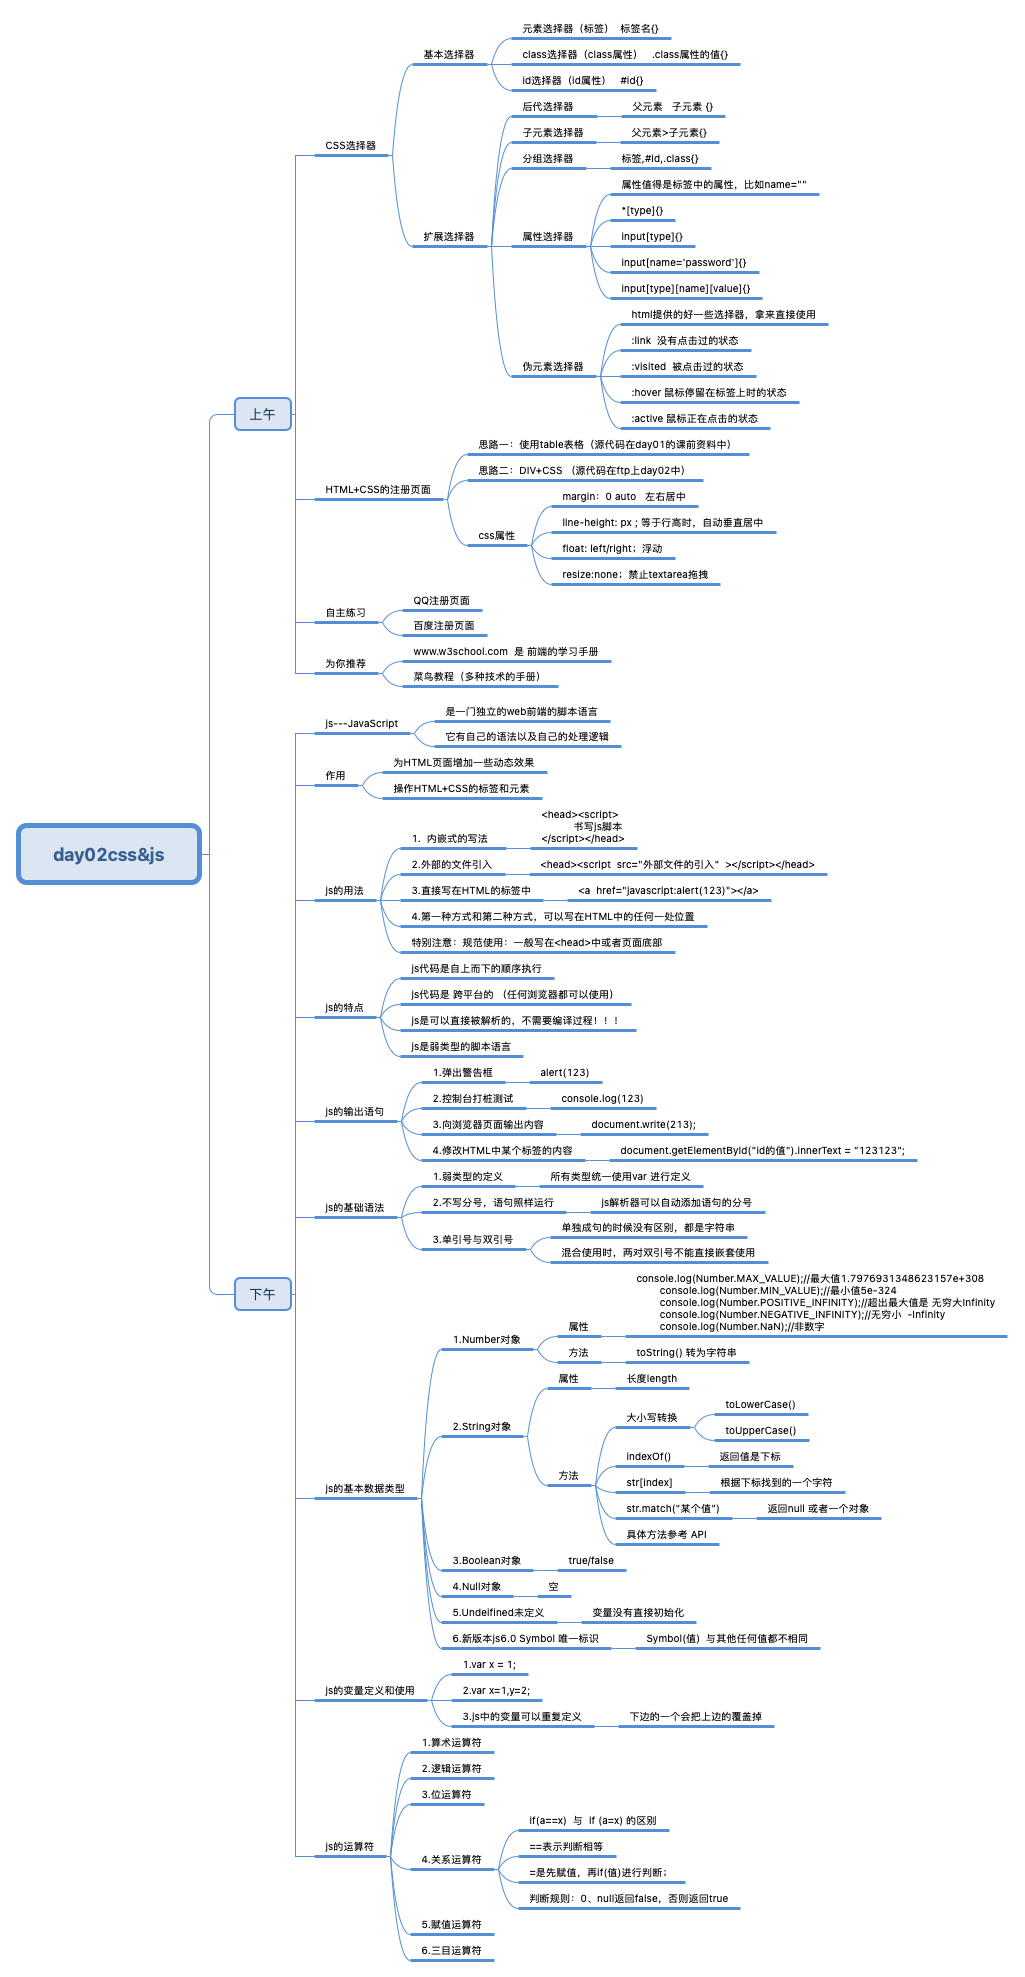 day02css&js
上午
CSS选择器
基本选择器
元素选择器（标签） 标签名{}
class选择器（class属性） .class属性的值{}
id选择器（id属性） #id{}
扩展选择器
后代选择器
父元素 子元素 {}
子元素选择器
父元素>子元素{}
分组选择器
标签,#id,.class{}
属性选择器
属性值得是标签中的属性，比如name=""
*[type]{}
input[type]{}
input[name='password']{}
input[type][name][value]{}
伪元素选择器
html提供的好一些选择器，拿来直接使用
:link 没有点击过的状态
:visited 被点击过的状态
:hover 鼠标停留在标签上时的状态
:active 鼠标正在点击的状态
HTML+CSS的注册页面
思路一：使用table表格（源代码在day01的课前资料中）
思路二：DIV+CSS （源代码在ftp上day02中）
css属性
margin：0 auto 左右居中
line-height: px ; 等于行高时，自动垂直居中
float: left/right；浮动
resize:none；禁止textarea拖拽
自主练习
QQ注册页面
百度注册页面
为你推荐
www.w3school.com 是 前端的学习手册
菜鸟教程（多种技术的手册）
下午
js---JavaScript
是一门独立的web前端的脚本语言
它有自己的语法以及自己的处理逻辑
作用
为HTML页面增加一些动态效果
操作HTML+CSS的标签和元素
js的用法
1. 内嵌式的写法
<head><script>
书写js脚本
</script></head>
2.外部的文件引入
<head><script src="外部文件的引入" ></script></head>
3.直接写在HTML的标签中
<a href="javascript:alert(123)"></a>
4.第一种方式和第二种方式，可以写在HTML中的任何一处位置
特别注意：规范使用：一般写在<head>中或者页面底部
js的特点
js代码是自上而下的顺序执行
js代码是 跨平台的 （任何浏览器都可以使用）
js是可以直接被解析的，不需要编译过程！！！
js是弱类型的脚本语言
js的输出语句
1.弹出警告框
alert(123)
2.控制台打桩测试
console.log(123)
3.向浏览器页面输出内容
document.write(213);
4.修改HTML中某个标签的内容
document.getElementById("id的值").innerText = "123123";
js的基础语法
1.弱类型的定义
所有类型统一使用var 进行定义
2.不写分号，语句照样运行
js解析器可以自动添加语句的分号
3.单引号与双引号
单独成句的时候没有区别，都是字符串
混合使用时，两对双引号不能直接嵌套使用
js的基本数据类型
1.Number对象
属性
console.log(Number.MAX_VALUE);//最大值1.7976931348623157e+308
console.log(Number.MIN_VALUE);//最小值5e-324
console.log(Number.POSITIVE_INFINITY);//超出最大值是 无穷大Infinity
console.log(Number.NEGATIVE_INFINITY);//无穷小 -Infinity
console.log(Number.NaN);//非数字
方法
toString() 转为字符串
2.String对象
属性
长度length
方法
大小写转换
toLowerCase()
toUpperCase()
indexOf()
返回值是下标
str[index]
根据下标找到的一个字符
str.match("某个值")
返回null 或者一个对象
具体方法参考 API
3.Boolean对象
true/false
4.Null对象
空
5.Undeifined未定义
变量没有直接初始化
6.新版本js6.0 Symbol 唯一标识
Symbol(值) 与其他任何值都不相同
js的变量定义和使用
1.var x = 1;
2.var x=1,y=2;
3.js中的变量可以重复定义
下边的一个会把上边的覆盖掉
js的运算符
1.算术运算符
2.逻辑运算符
3.位运算符
4.关系运算符
if(a==x) 与 if (a=x) 的区别
==表示判断相等
=是先赋值，再if(值)进行判断；
判断规则：0、null返回false，否则返回true
5.赋值运算符
6.三目运算符